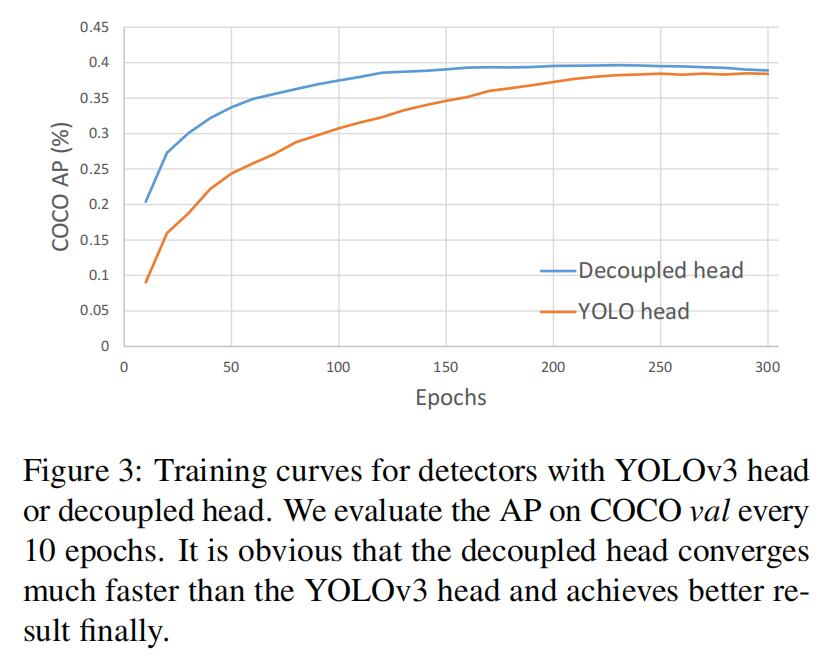 0.45
0.4
0.35
0.3
0.25
0.2
0.15
0.1
0.05
0
COCO AP (%)
Decoupled head
YOLO head
0 50 100 150 200 250 300
Epochs
Figure 3: Training curves for detectors with YOLOv3 head
or decoupled head. We evaluate the AP on COCO val every
10 epochs. It is obvious that the decoupled head converges
much faster than the YOLOv3 head and achieves better re-
sult finally.